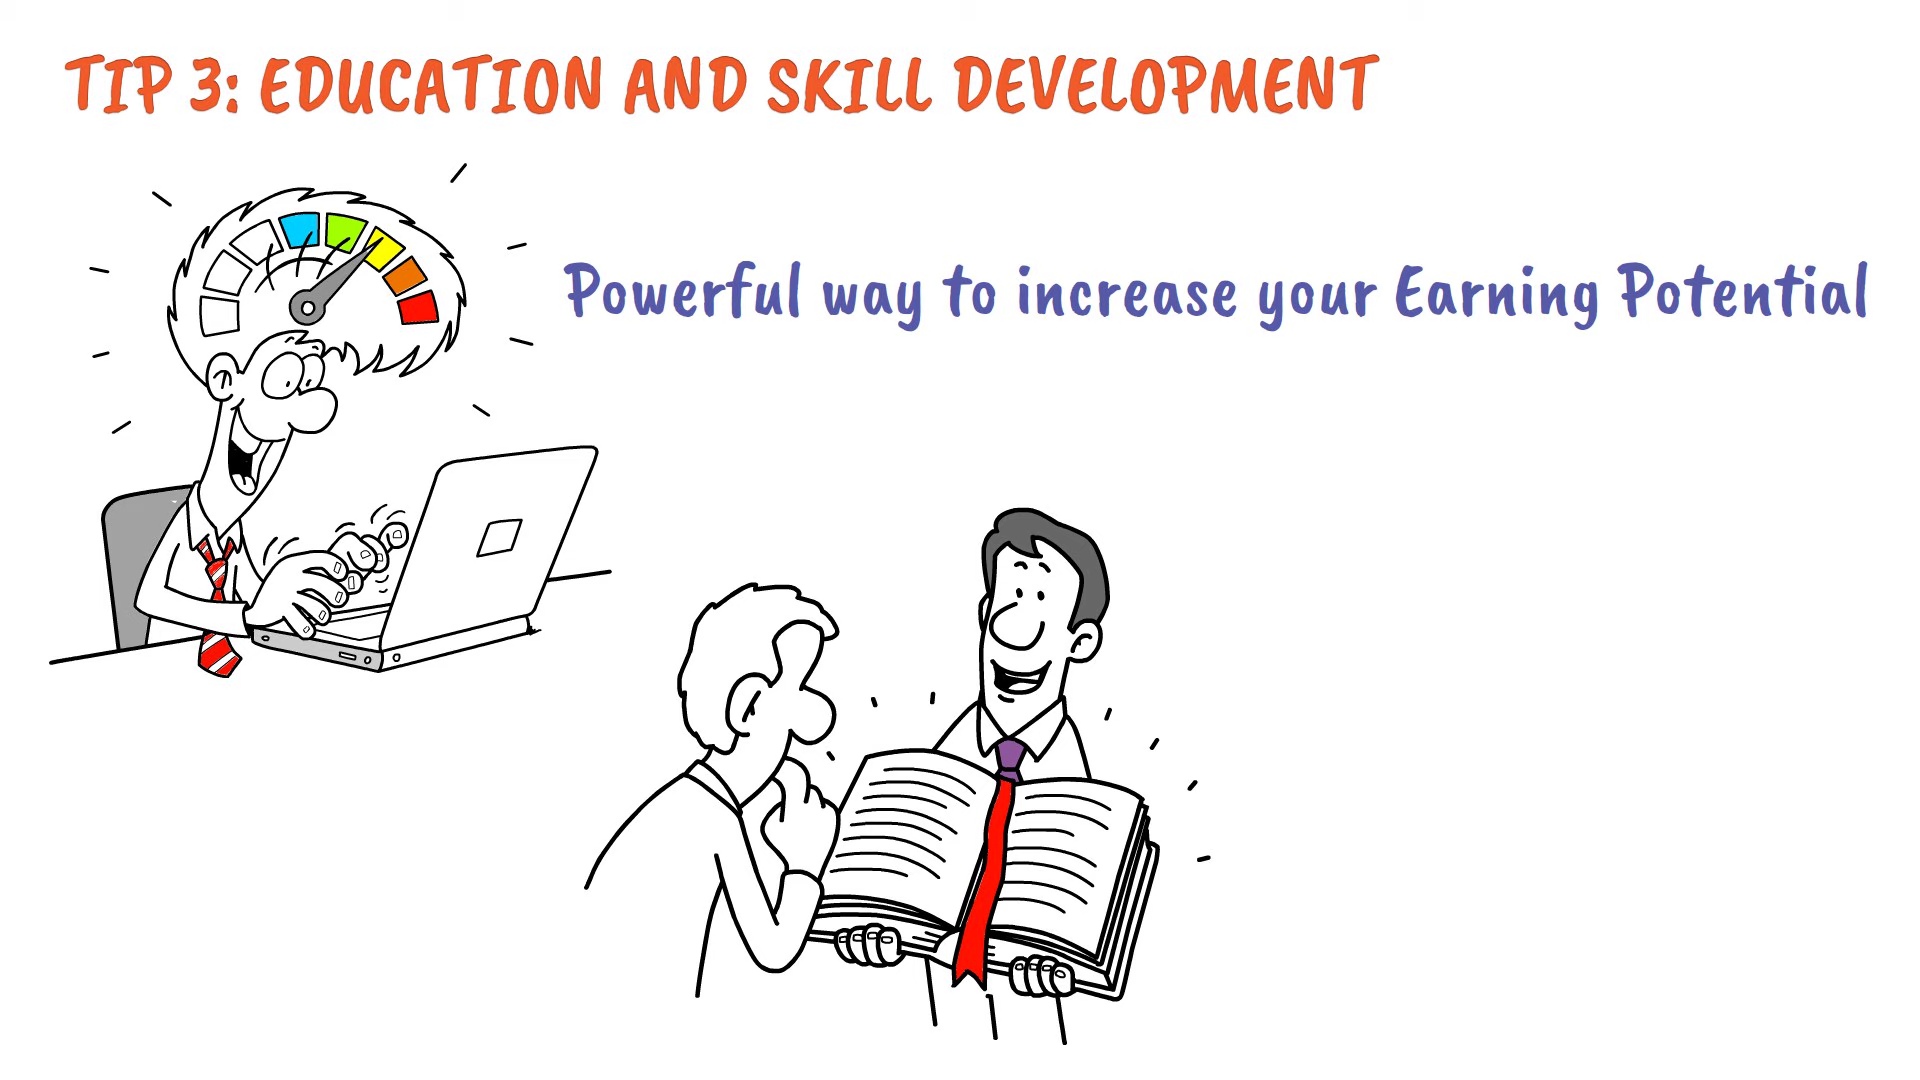 TIP 3: EDUCATION AND SKILL DEVELOPMENT
Powerful way to increase your Earning Potential